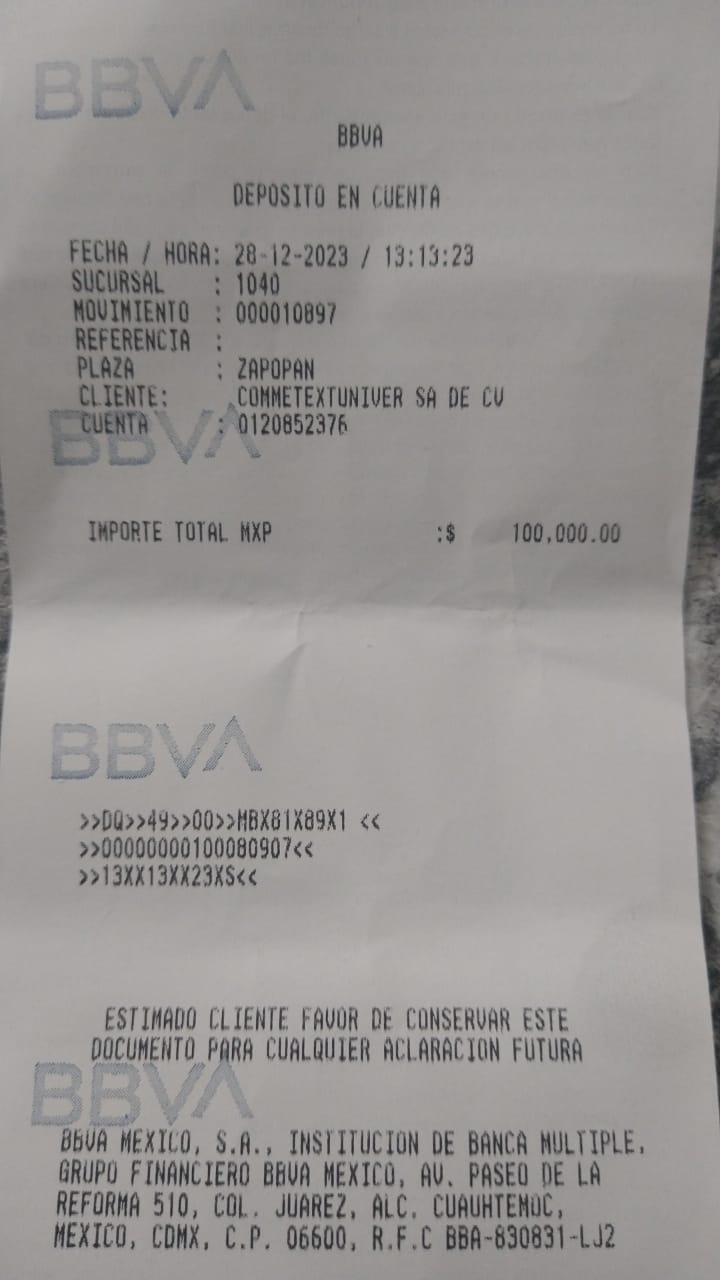 BBVA
BBVA
DEPOSITO EN CUENTA
FECHA / HORA: 28-12-2023 / 13:13:23
SUCURSAL : 1040
MOVIMIENTO : 000010897
REFERENCIA :
PLAZA : ZAPOPAN
CLIENTE: COMMETEXTUNIVER SA DE CV
CUENTA : 0120852376
BBVA
IMPORTE TOTAL MXP :$ 100,000.00
BBVA
>>DQ>>49>>00>>MBX81X89X1 <<
>>00000000100080907<<
>>13XX13XX23XS<<
ESTIMADO CLIENTE FAVOR DE CONSERVAR ESTE
DOCUMENTO PARA CUALQUIER ACLARACION FUTURA
BBVA
BBVA MEXICO, S.A., INSTITUCION DE BANCA MULTIPLE,
GRUPO FINANCIERO BBVA MEXICO, AV. PASEO DE LA
REFORMA 510, COL. JUAREZ, ALC. CUAUHTEMOC,
MEXICO, CDMX, C.P. 06600, R.F.C BBA-830831-LJ2